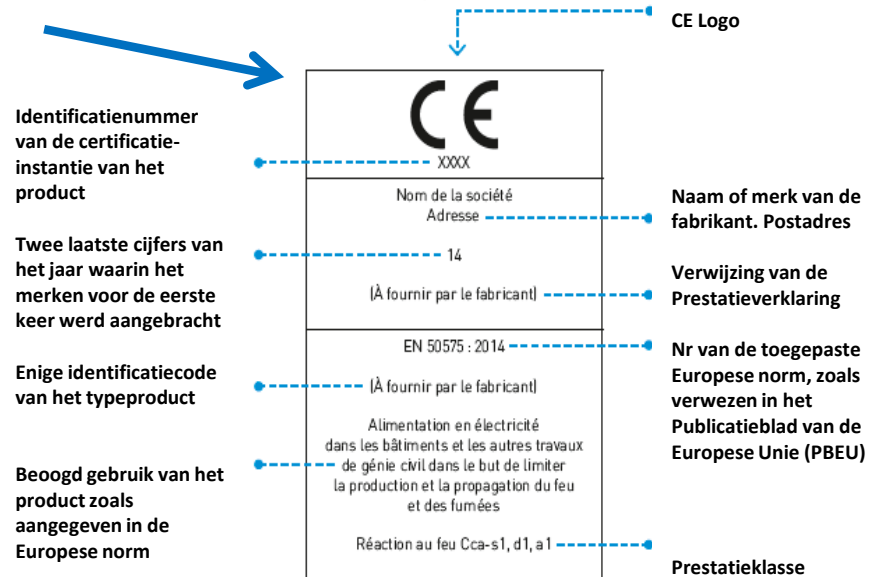 CE Logo
CE
Identificatienummer
van de certificatie-
instantie van het
product
XXXX
Nom de la société
Adresse
Naam of merk van de
fabrikant. Postadres
Twee laatste cijfers van
het jaar waarin het
merken voor de eerste
keer werd aangebracht
14
(À fournir par le fabricant)
Verwijzing van de
Prestatieverklaring
EN 50575 : 2014
Nr van de toegepaste
Europese norm, zoals
verwezen in het
Publicatieblad van de
Europese Unie (PBEU)
Enige identificatiecode
van het typeproduct
(À fournir par le fabricant)
Alimentation en électricité
dans les bâtiments et les autres travaux
de génie civil dans le but de limiter
la production et la propagation du feu
et des fumées
Beoogd gebruik van het
product zoals
aangegeven in de
Europese norm
Réaction au feu Cca-s1, d1, a1
Prestatieklasse